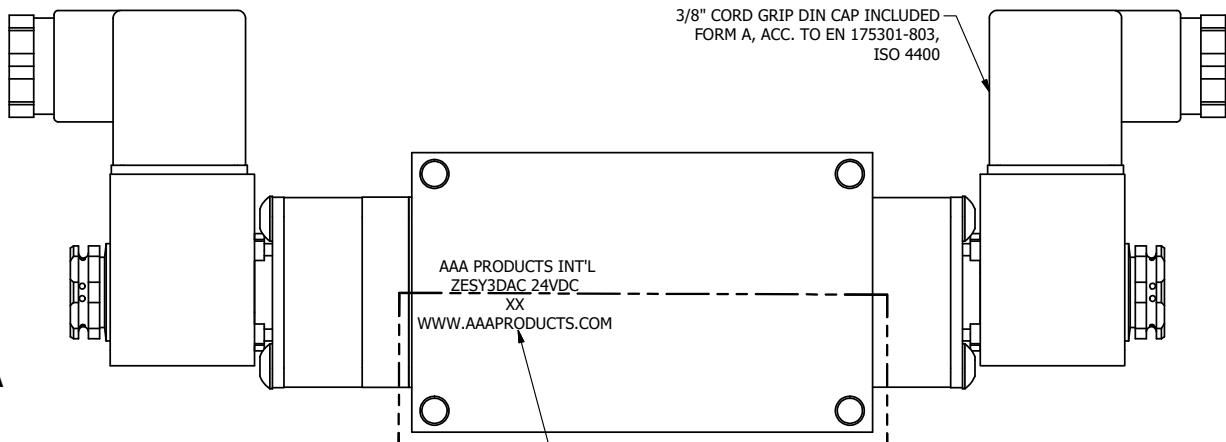 3/8" CORD GRIP DIN CAP INCLUDED
FORM A, ACC. TO EN 175301-803,
ISO 4400
AAA PRODUCTS INT'L
ZESY3DAC 24VDC
XX
WWW.AAAPRODUCTS.COM